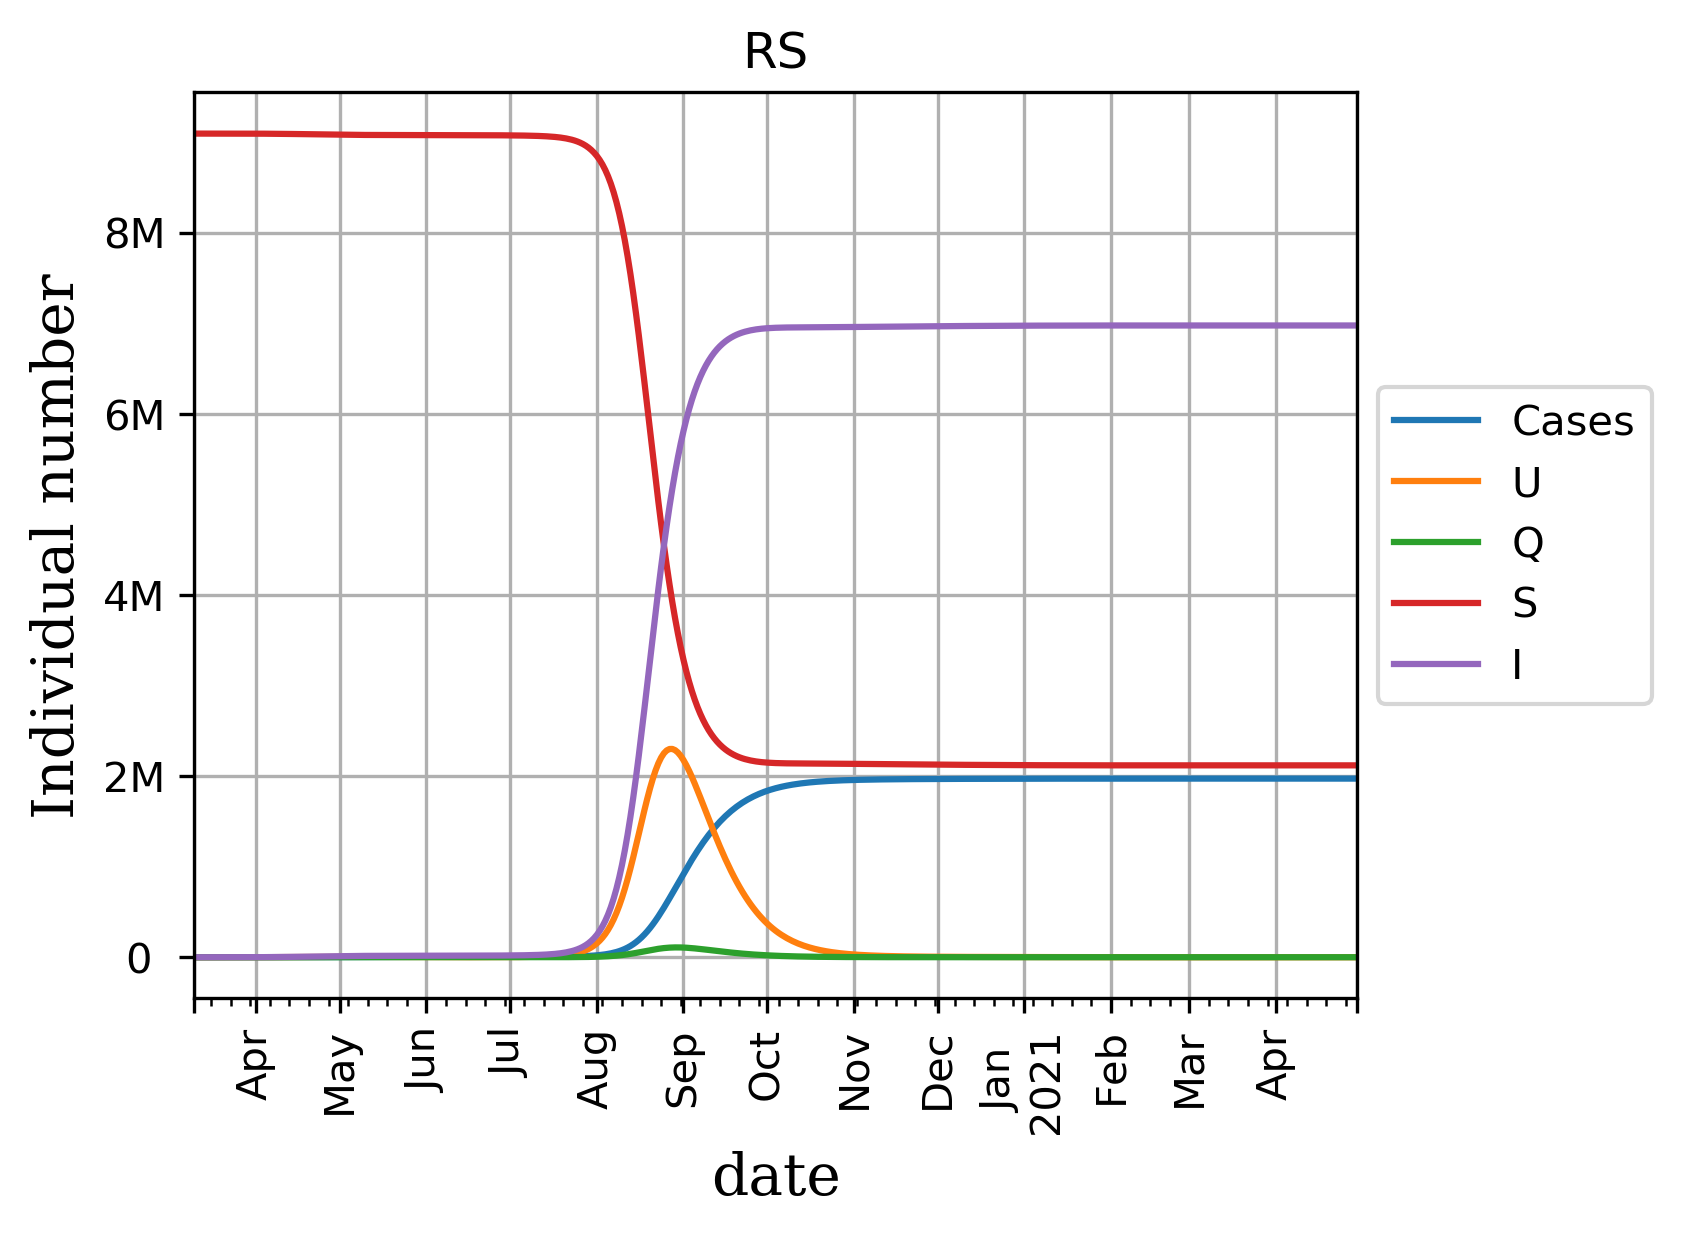 RS
Individual number
8M
6M
4M
2M
0
Apr
May
Jun
Jul
Aug
Sep
Oct
Nov
Dec
Jan
2021
Feb
Mar
Apr
date
Cases
U
Q
S
I